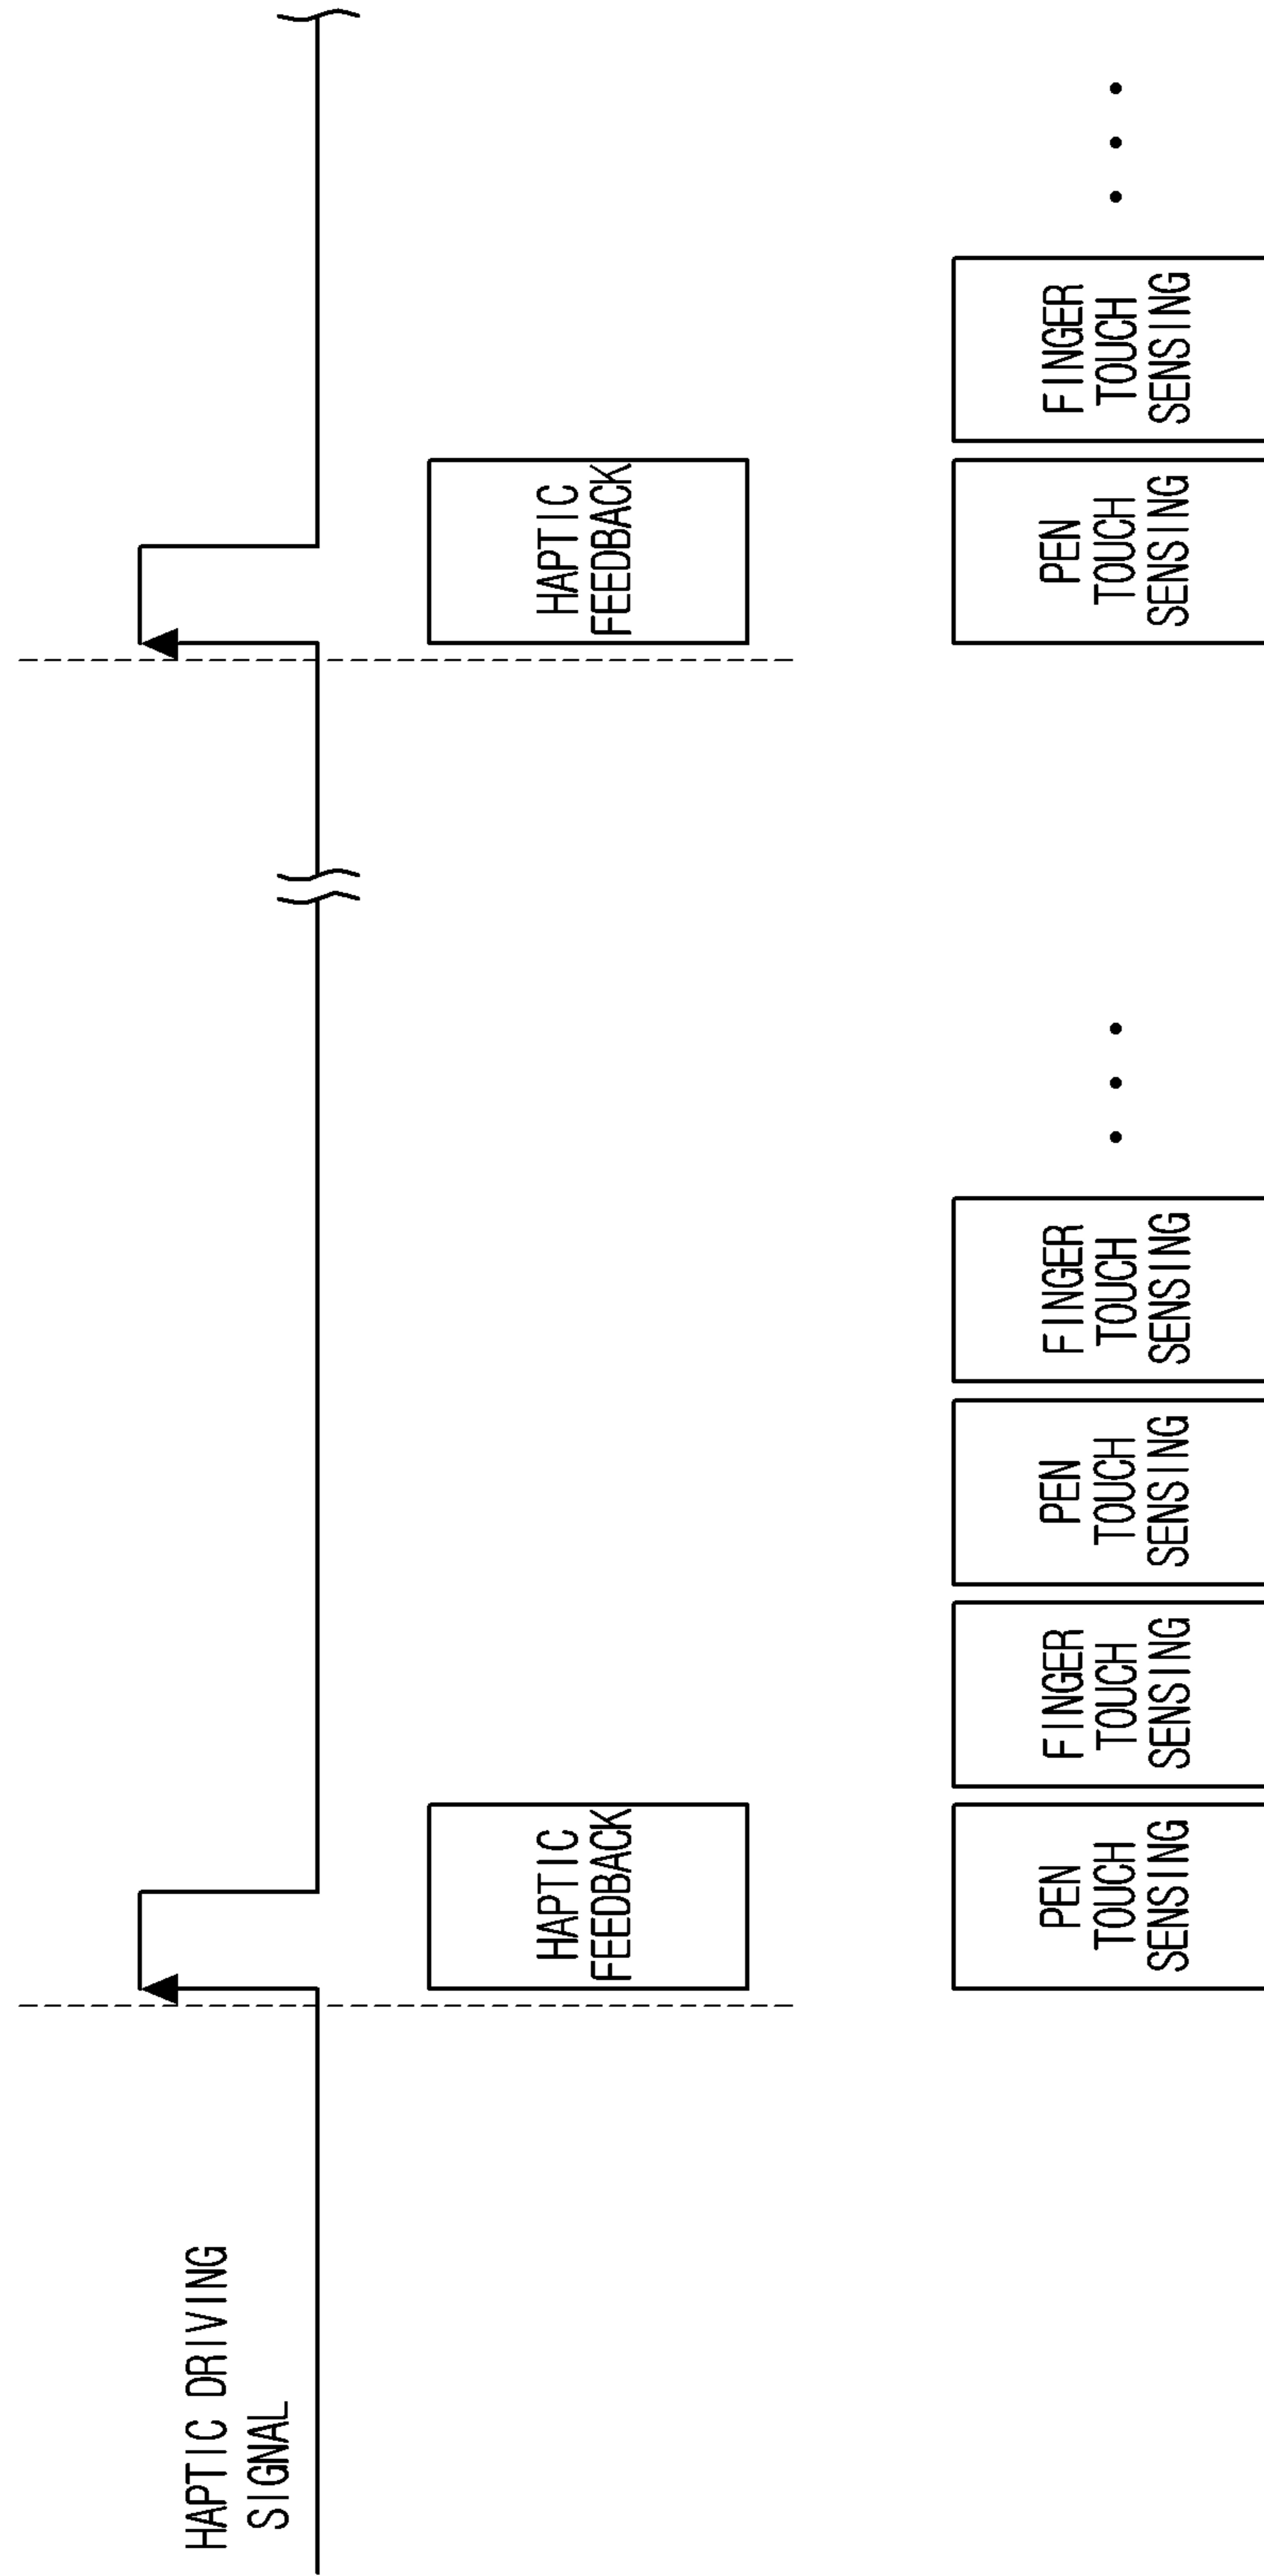 HAPTIC DRIVING
SIGNAL
HAPTIC
FEEDBACK
HAPTIC
FEEDBACK
PEN
TOUCH
SENSING
FINGER
TOUCH
SENSING
PEN
TOUCH
SENSING
FINGER
TOUCH
SENSING
PEN
TOUCH
SENSING
FINGER
TOUCH
SENSING